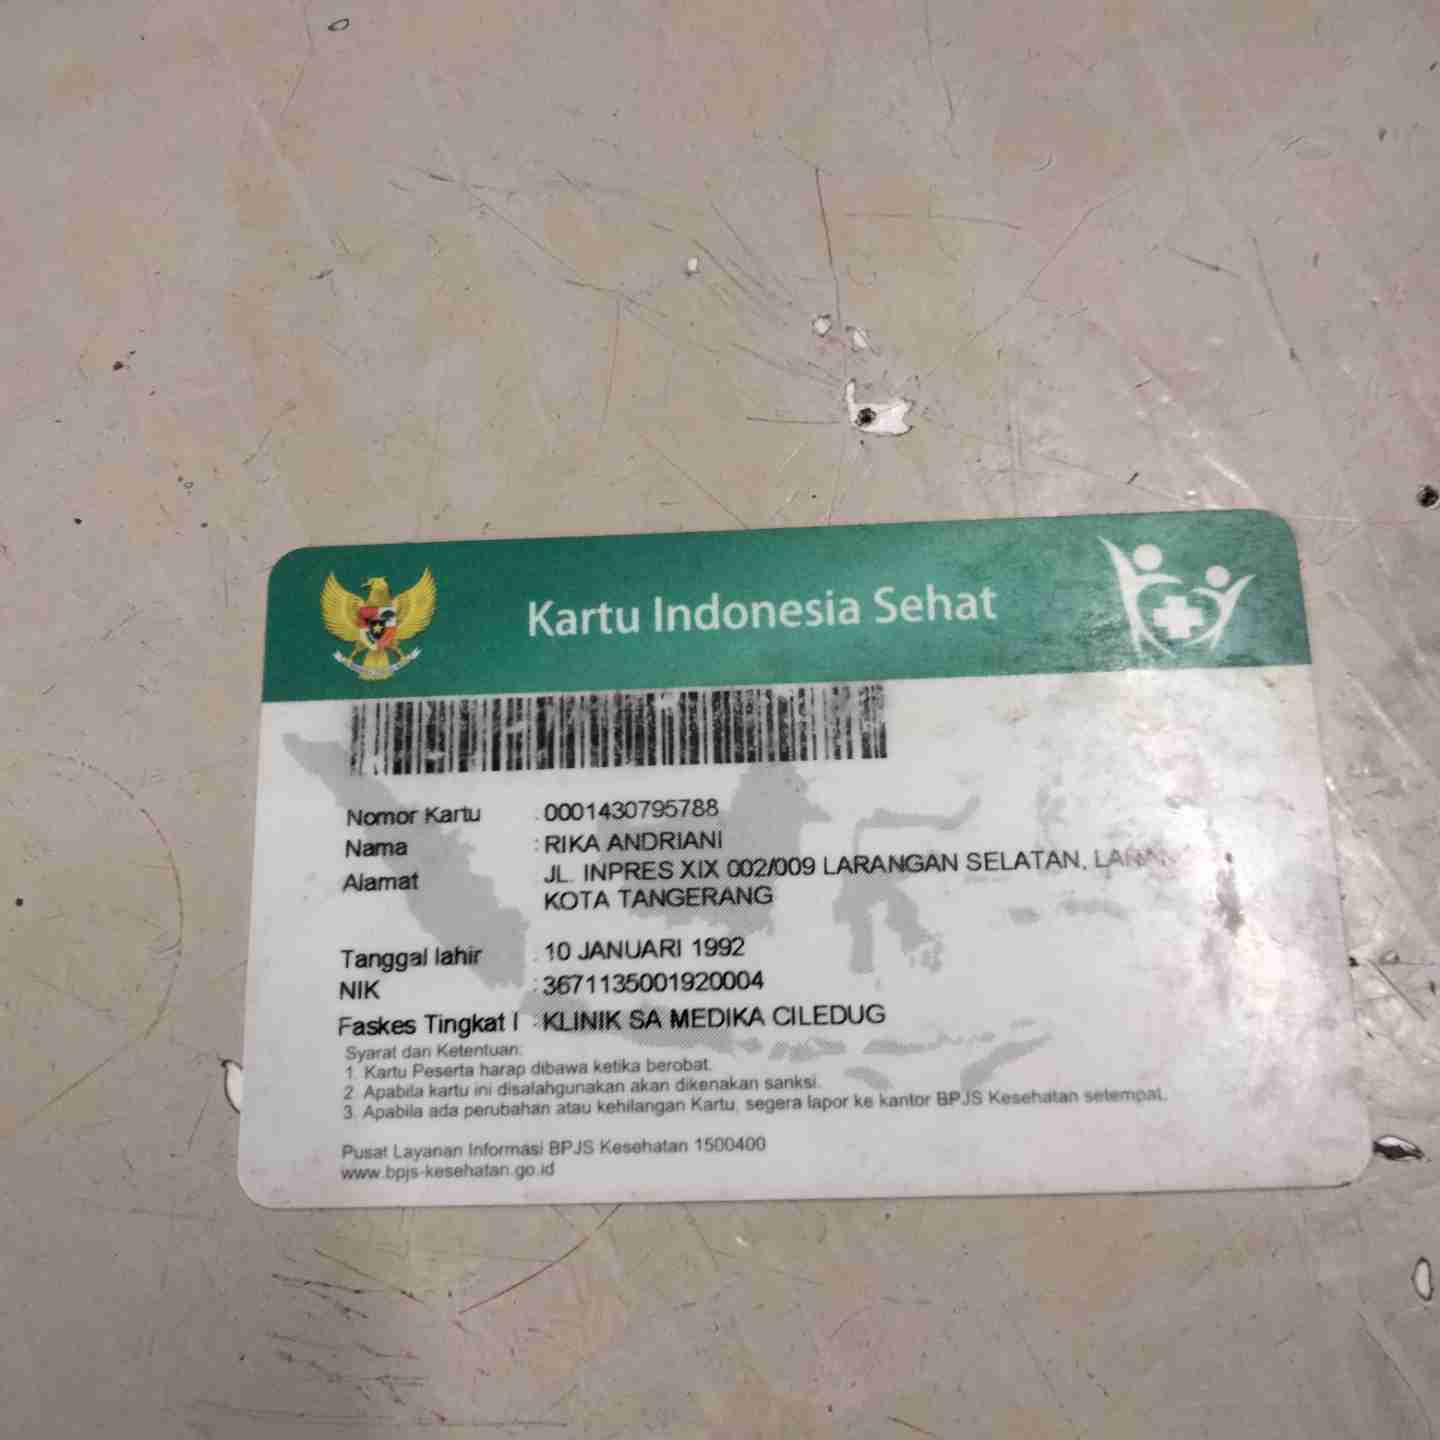 Kartu Indonesia Sehat
Nomor Kartu : 0001430795788
Nama : RIKA ANDRIANI
Alamat : JL. INPRES XIX 002/009 LARANGAN SELATAN,
KOTA TANGERANG
Tanggal lahir : 10 JANUARI 1992
NIK : 3671135001920004
Faskes Tingkat I : KLINIK SA MEDIKA CILEDUG
Syarat dan Ketentuan:
1. Kartu Peserta harap dibawa ketika berobat.
2. Apabila kartu ini disalahgunakan akan dikenakan sanksi.
3. Apabila ada perubahan atau kehilangan Kartu, segera lapor ke kantor BPJS Kesehatan setempat.
Pusat Layanan Informasi BPJS Kesehatan 1500400
www.bpjs-kesehatan.go.id